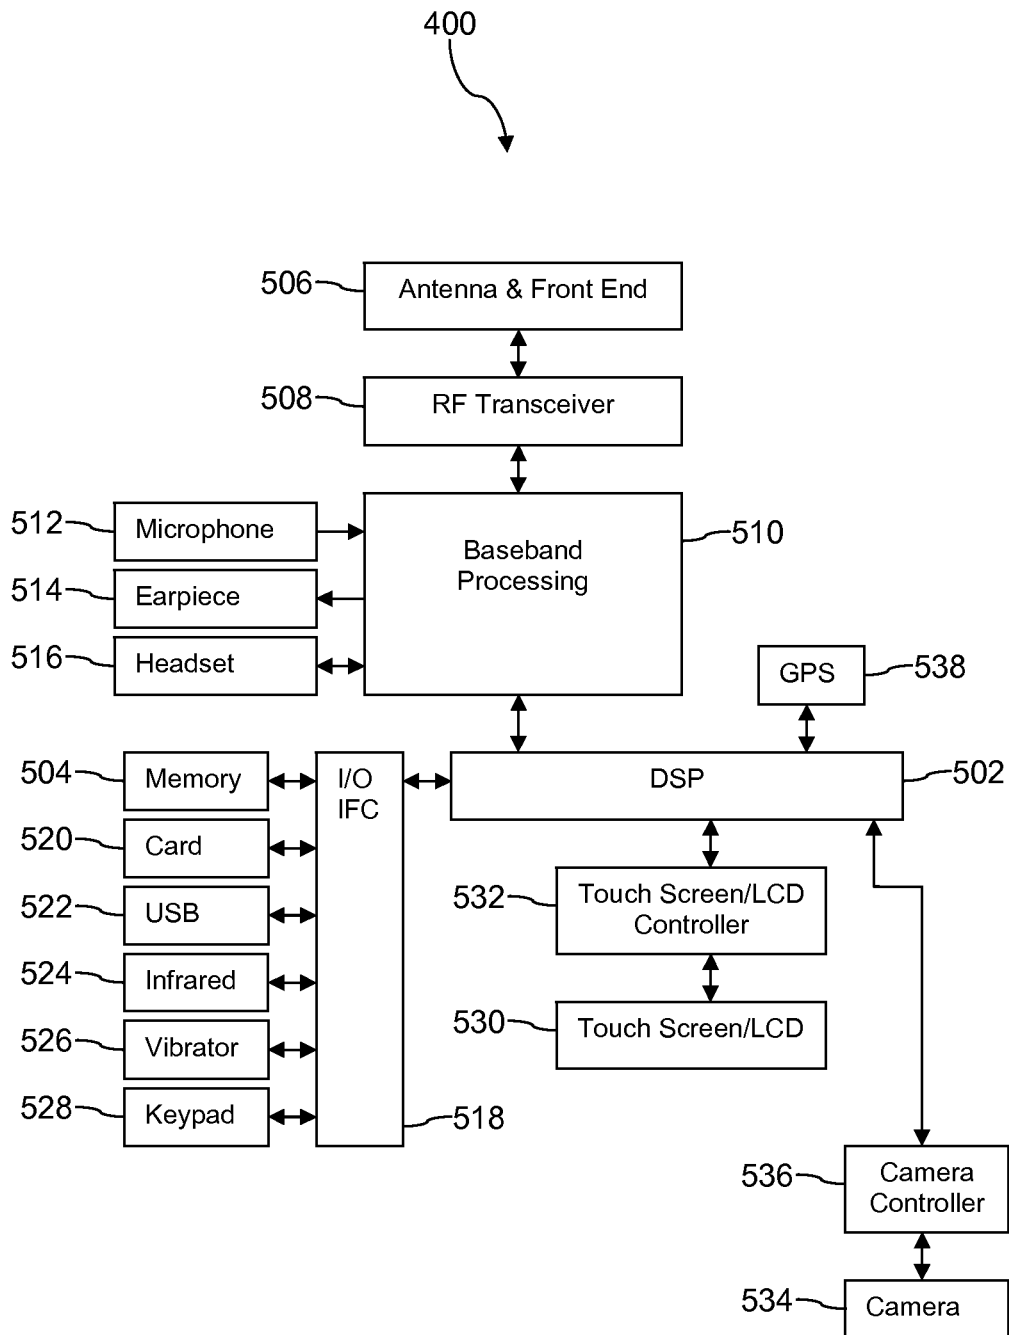 400
506
Antenna & Front End
508
RF Transceiver
512
Microphone
Baseband
Processing
510
514
Earpiece
516
Headset
GPS
538
504
Memory
I/O
IFC
DSP
502
520
Card
522
USB
532
Touch Screen/LCD
Controller
524
Infrared
530
Touch Screen/LCD
526
Vibrator
528
Keypad
518
536
Camera
Controller
534
Camera